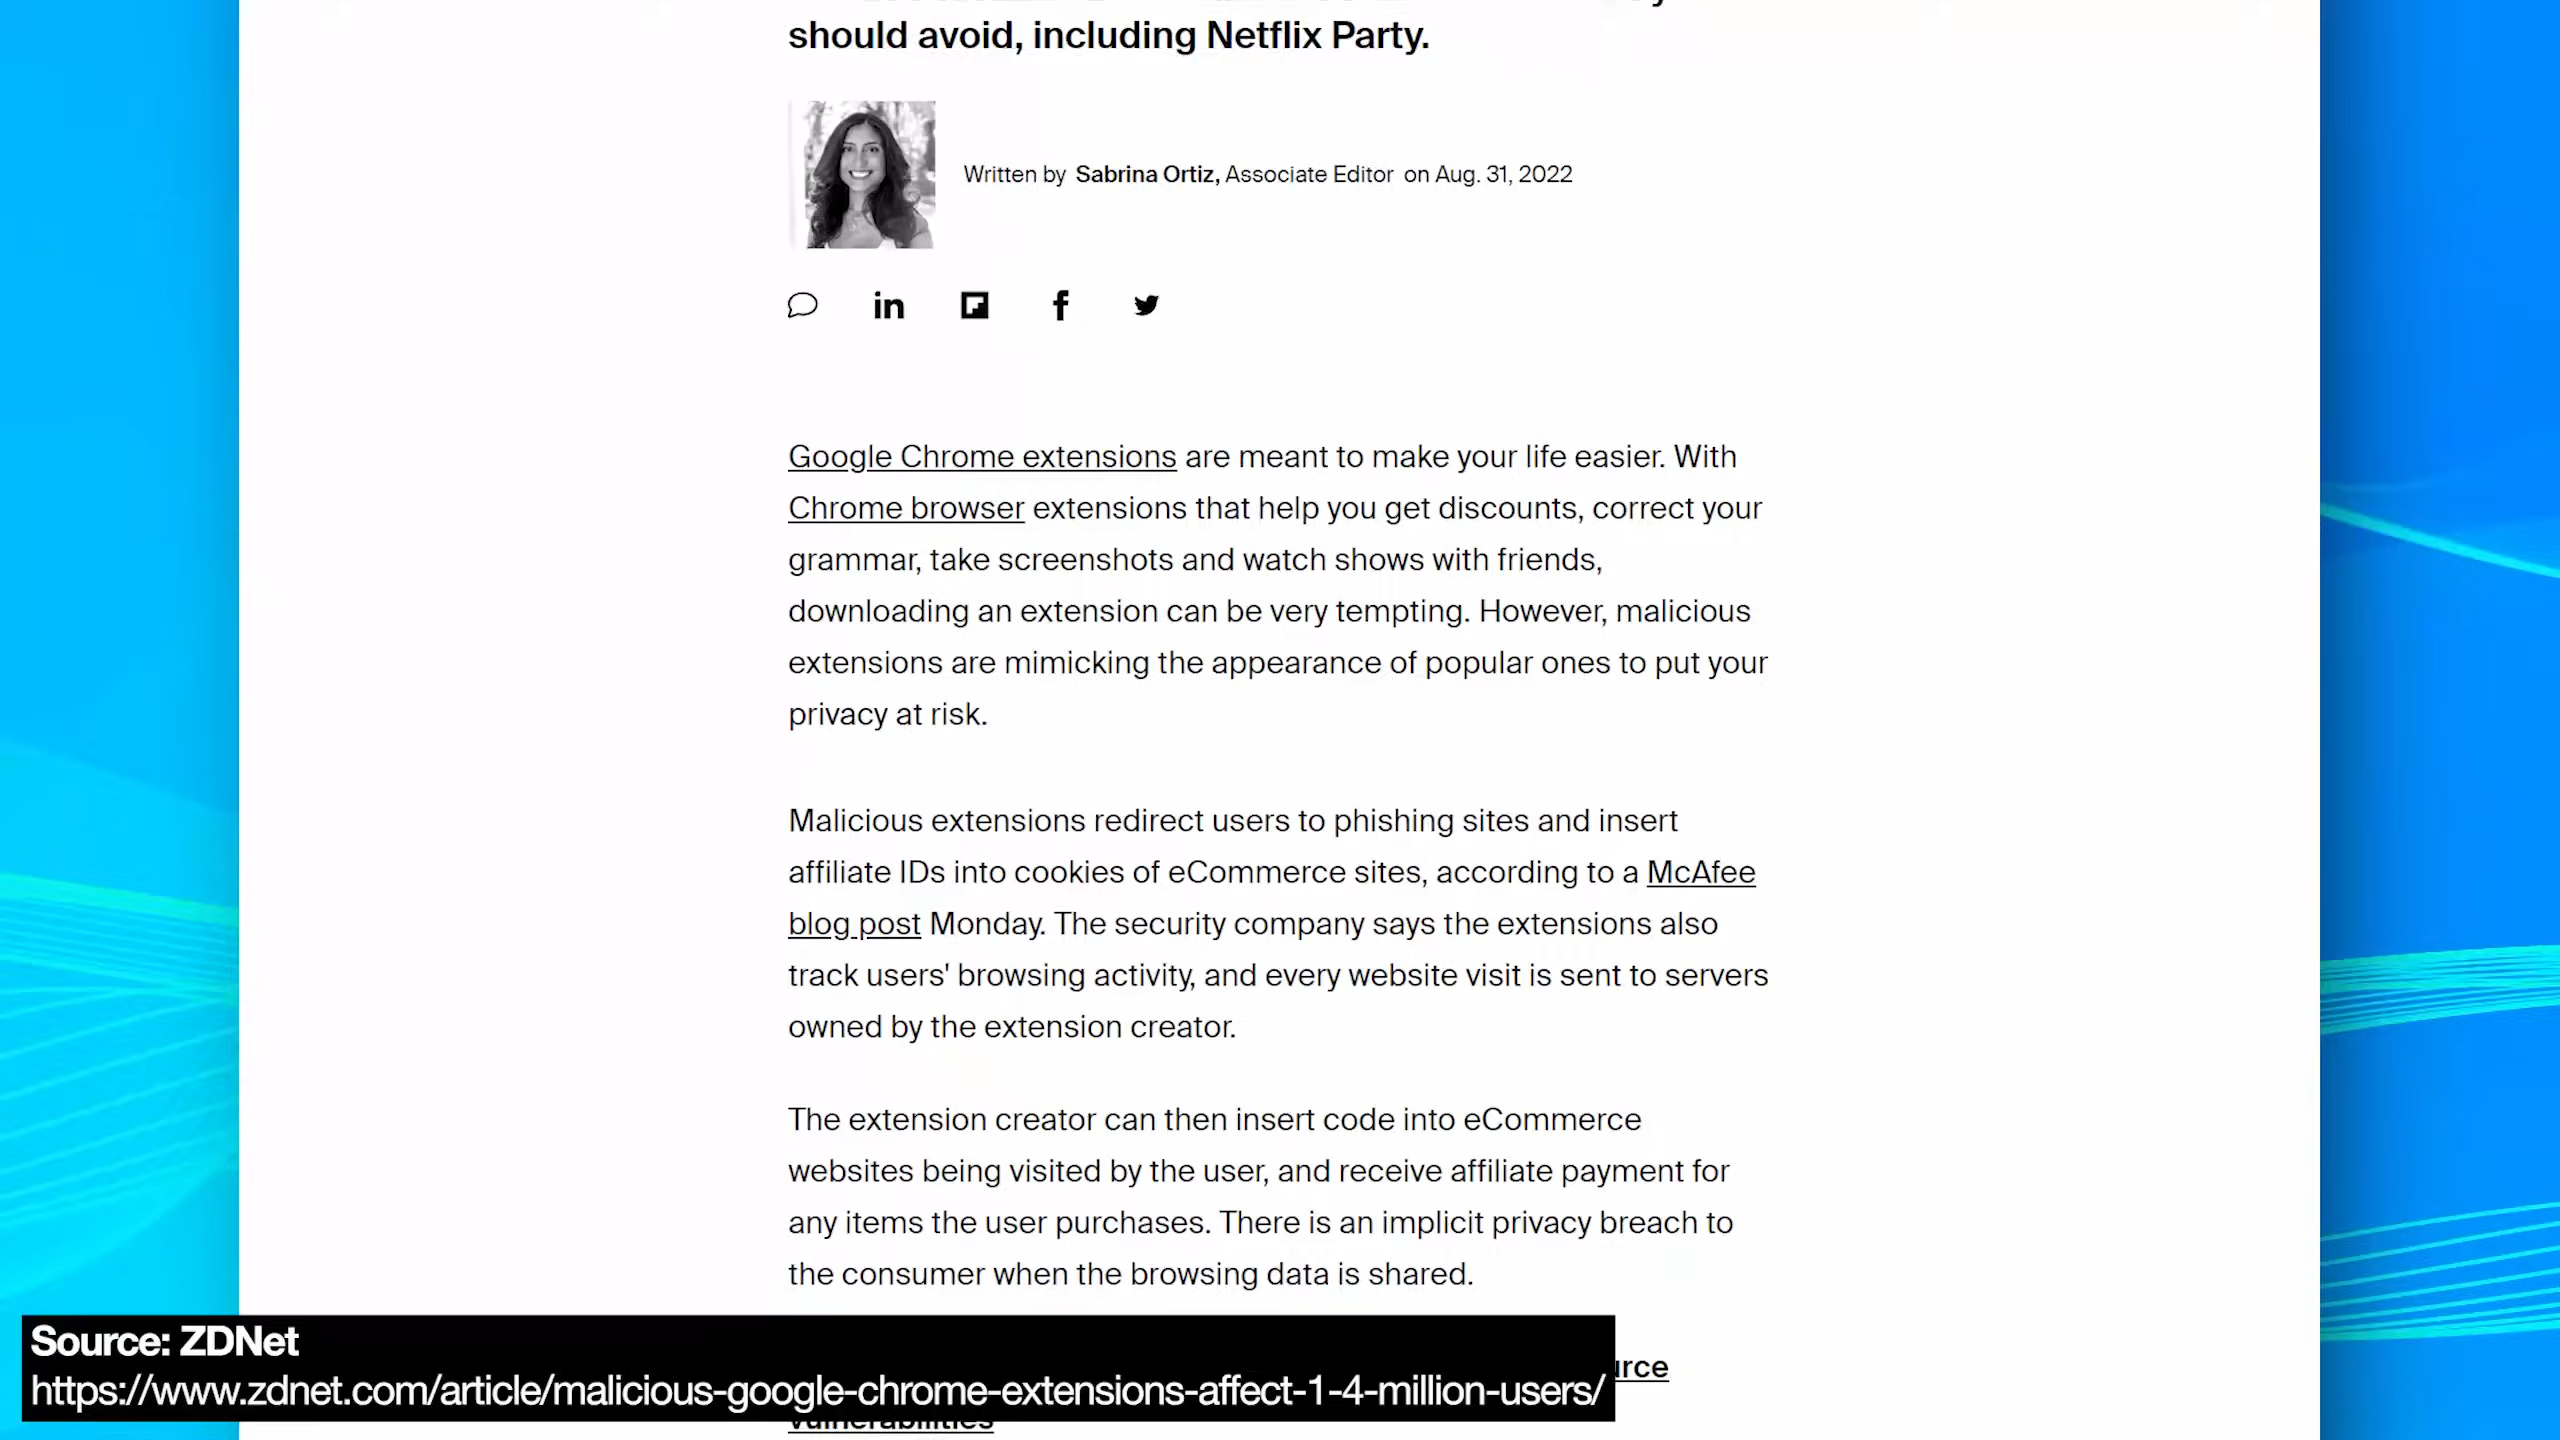 should avoid, including Netflix Party.
Written by Sabrina Ortiz, Associate Editor on Aug. 31, 2022
Google Chrome extensions are meant to make your life easier. With
Chrome browser extensions that help you get discounts, correct your
grammar, take screenshots and watch shows with friends,
downloading an extension can be very tempting. However, malicious
extensions are mimicking the appearance of popular ones to put your
privacy at risk.
Malicious extensions redirect users to phishing sites and insert
affiliate IDs into cookies of eCommerce sites, according to a McAfee
blog post Monday. The security company says the extensions also
track users' browsing activity, and every website visit is sent to servers
owned by the extension creator.
The extension creator can then insert code into eCommerce
websites being visited by the user, and receive affiliate payment for
any items the user purchases. There is an implicit privacy breach to
the consumer when the browsing data is shared.
Source: ZDNet
https://www.zdnet.com/article/malicious-google-chrome-extensions-affect-1-4-million-users/